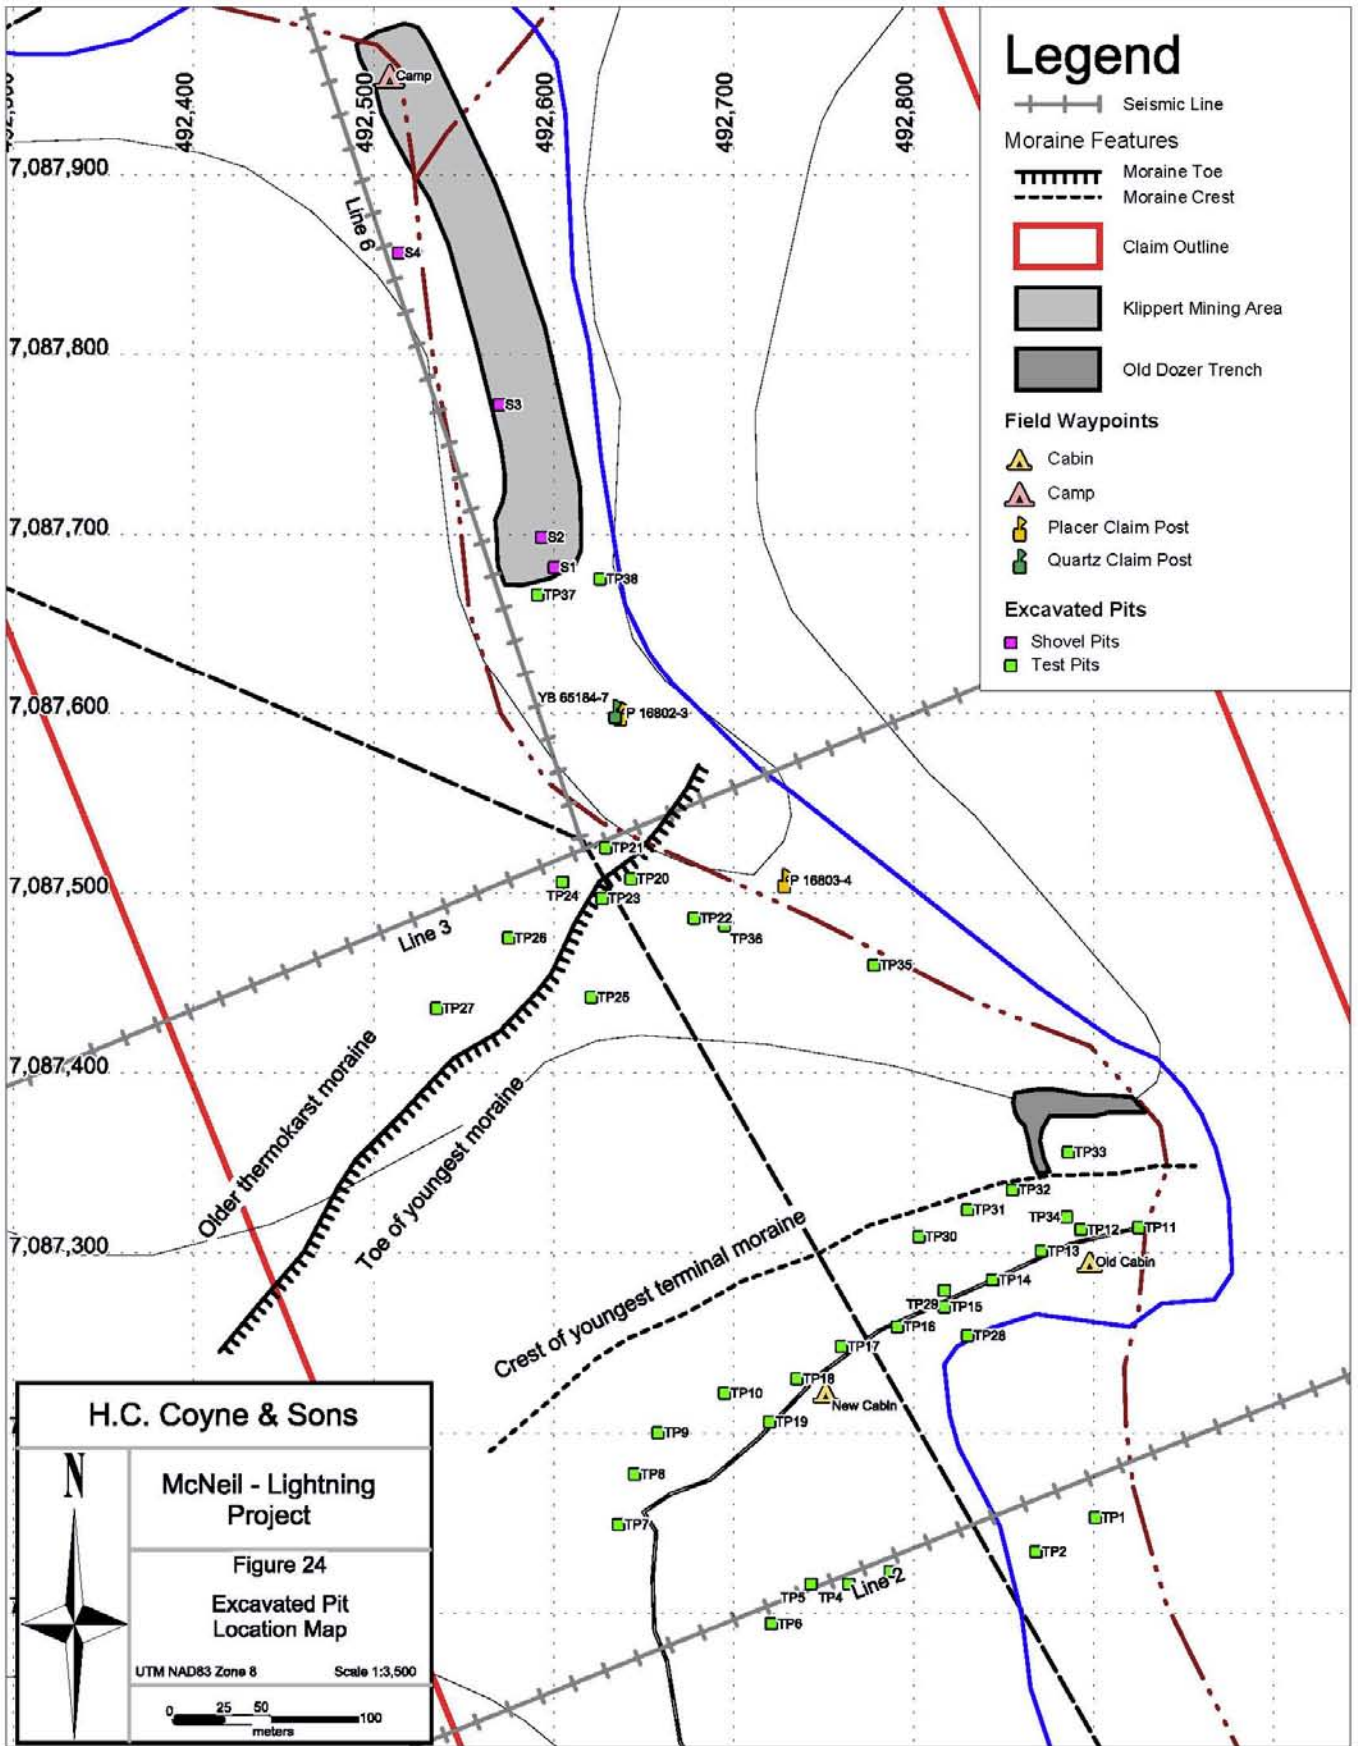 492,400
492,500
492,600
492,700
492,800
7,087,900
7,087,800
7,087,700
7,087,600
7,087,500
7,087,400
7,087,300
Camp
Line 6
S4
S3
S2
S1
TP38
TP37
YB 65184-7
P 16802-3
TP21
TP20
TP24
TP23
P 16803-4
TP22
TP36
TP26
Line 3
TP35
TP25
TP27
Older thermokarst moraine
Toe of youngest moraine
Crest of youngest terminal moraine
TP33
TP32
TP31
TP34
TP12
TP11
TP30
TP13
Old Cabin
TP14
TP29
TP15
TP16
TP28
TP17
TP18
New Cabin
TP10
TP19
TP9
TP8
TP7
TP1
TP2
TP5
TP4
Line 2
TP6
Legend
Seismic Line
Moraine Features
Moraine Toe
Moraine Crest
Claim Outline
Klippert Mining Area
Old Dozer Trench
Field Waypoints
Cabin
Camp
Placer Claim Post
Quartz Claim Post
Excavated Pits
Shovel Pits
Test Pits
H.C. Coyne & Sons
N
McNeil - Lightning
Project
Figure 24
Excavated Pit
Location Map
UTM NAD83 Zone 8 Scale 1:3,500
0 25 50 100
meters